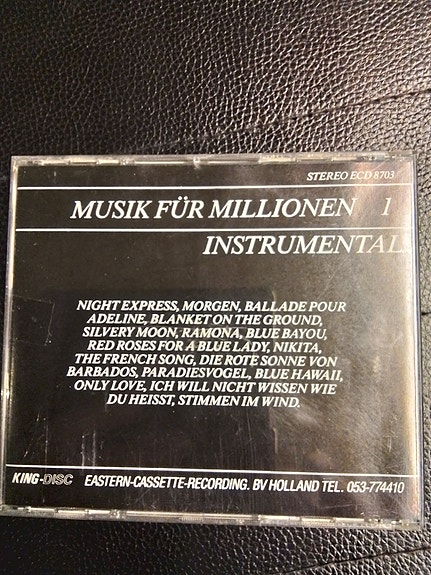 STEREO ECD 8703
MUSIK FÜR MILLIONEN 1
INSTRUMENTAL
NIGHT EXPRESS, MORGEN, BALLADE POUR
ADELINE, BLANKET ON THE GROUND,
SILVERY MOON, RAMONA, BLUE BAYOU,
RED ROSES FOR A BLUE LADY, NIKITA,
THE FRENCH SONG, DIE ROTE SONNE VON
BARBADOS, PARADIESVOGEL, BLUE HAWAII,
ONLY LOVE, ICH WILL NICHT WISSEN WIE
DU HEISST, STIMMEN IM WIND.
KING-DISC EASTERN-CASSETTE-RECORDING. BV HOLLAND TEL. 053-774410